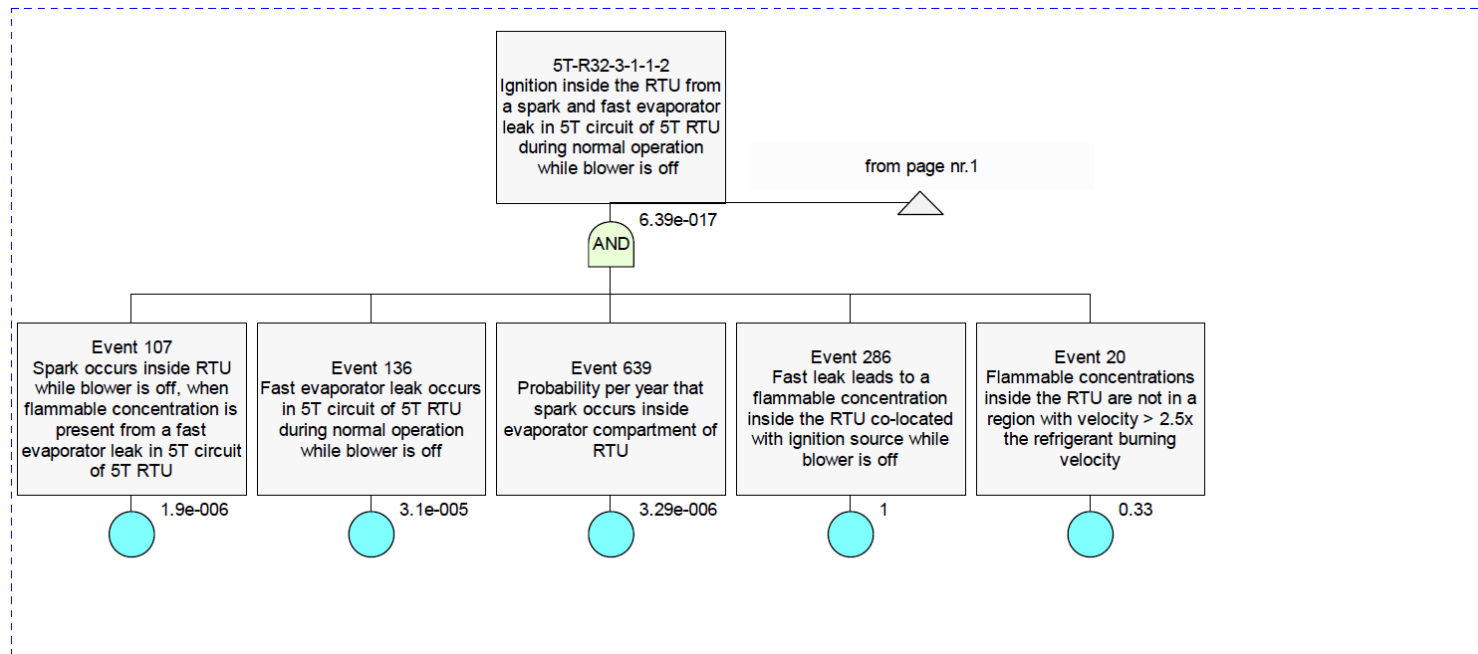 5T-R32-3-1-1-2
Ignition inside the RTU from
a spark and fast evaporator
leak in 5T circuit of 5T RTU
during normal operation
while blower is off
from page nr.1
6.39e-017
AND
Event 107
Spark occurs inside RTU
while blower is off, when
flammable concentration is
present from a fast
evaporator leak in 5T circuit
of 5T RTU
1.9e-006
Event 136
Fast evaporator leak occurs
in 5T circuit of 5T RTU
during normal operation
while blower is off
3.1e-005
Event 639
Probability per year that
spark occurs inside
evaporator compartment of
RTU
3.29e-006
Event 286
Fast leak leads to a
flammable concentration
inside the RTU co-located
with ignition source while
blower is off
1
Event 20
Flammable concentrations
inside the RTU are not in a
region with velocity > 2.5x
the refrigerant burning
velocity
0.33